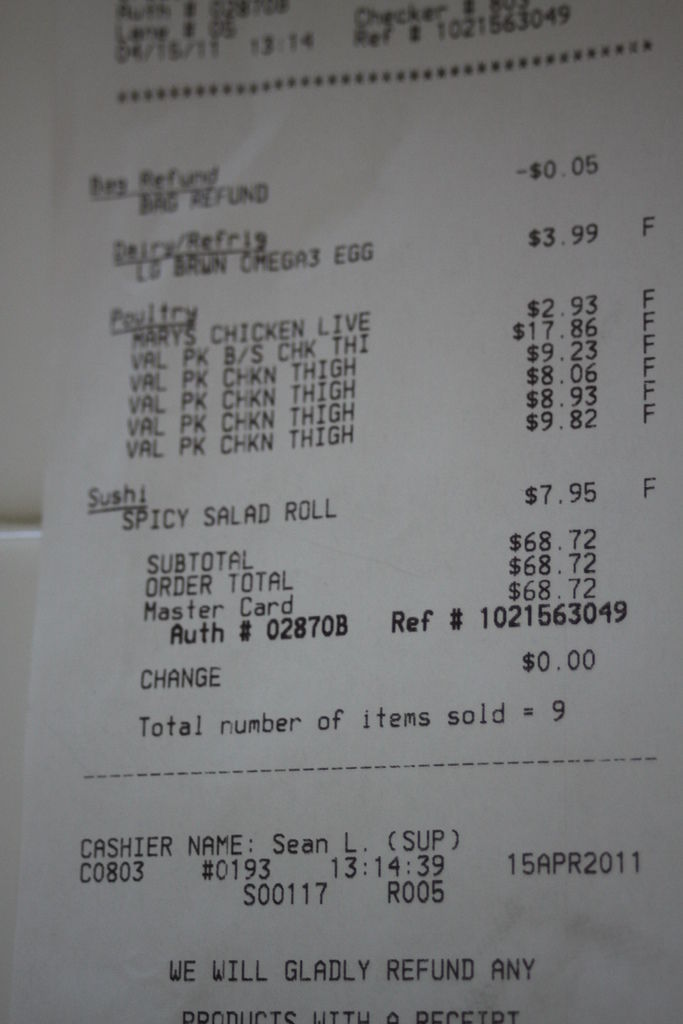 Auth # 02870B
Lane # 05 Checker # 803
04/15/11 13:14 Ref # 1021563049
****************************************
Bag Refund
BAG REFUND -$0.05
Dairy/Refrig
LG BRWN OMEGA3 EGG $3.99 F
Poultry
MARYS CHICKEN LIVE $2.93 F
VAL PK B/S CHK THI $17.86 F
VAL PK CHKN THIGH $9.23 F
VAL PK CHKN THIGH $8.06 F
VAL PK CHKN THIGH $8.93 F
VAL PK CHKN THIGH $9.82 F
Sushi
SPICY SALAD ROLL $7.95 F
SUBTOTAL $68.72
ORDER TOTAL $68.72
Master Card $68.72
Auth # 02870B Ref # 1021563049
CHANGE $0.00
Total number of items sold = 9
------------------------------------------------
CASHIER NAME: Sean L. (SUP)
C0803 #0193 13:14:39 15APR2011
S00117 R005
WE WILL GLADLY REFUND ANY
PRODUCTS WITH A RECEIPT